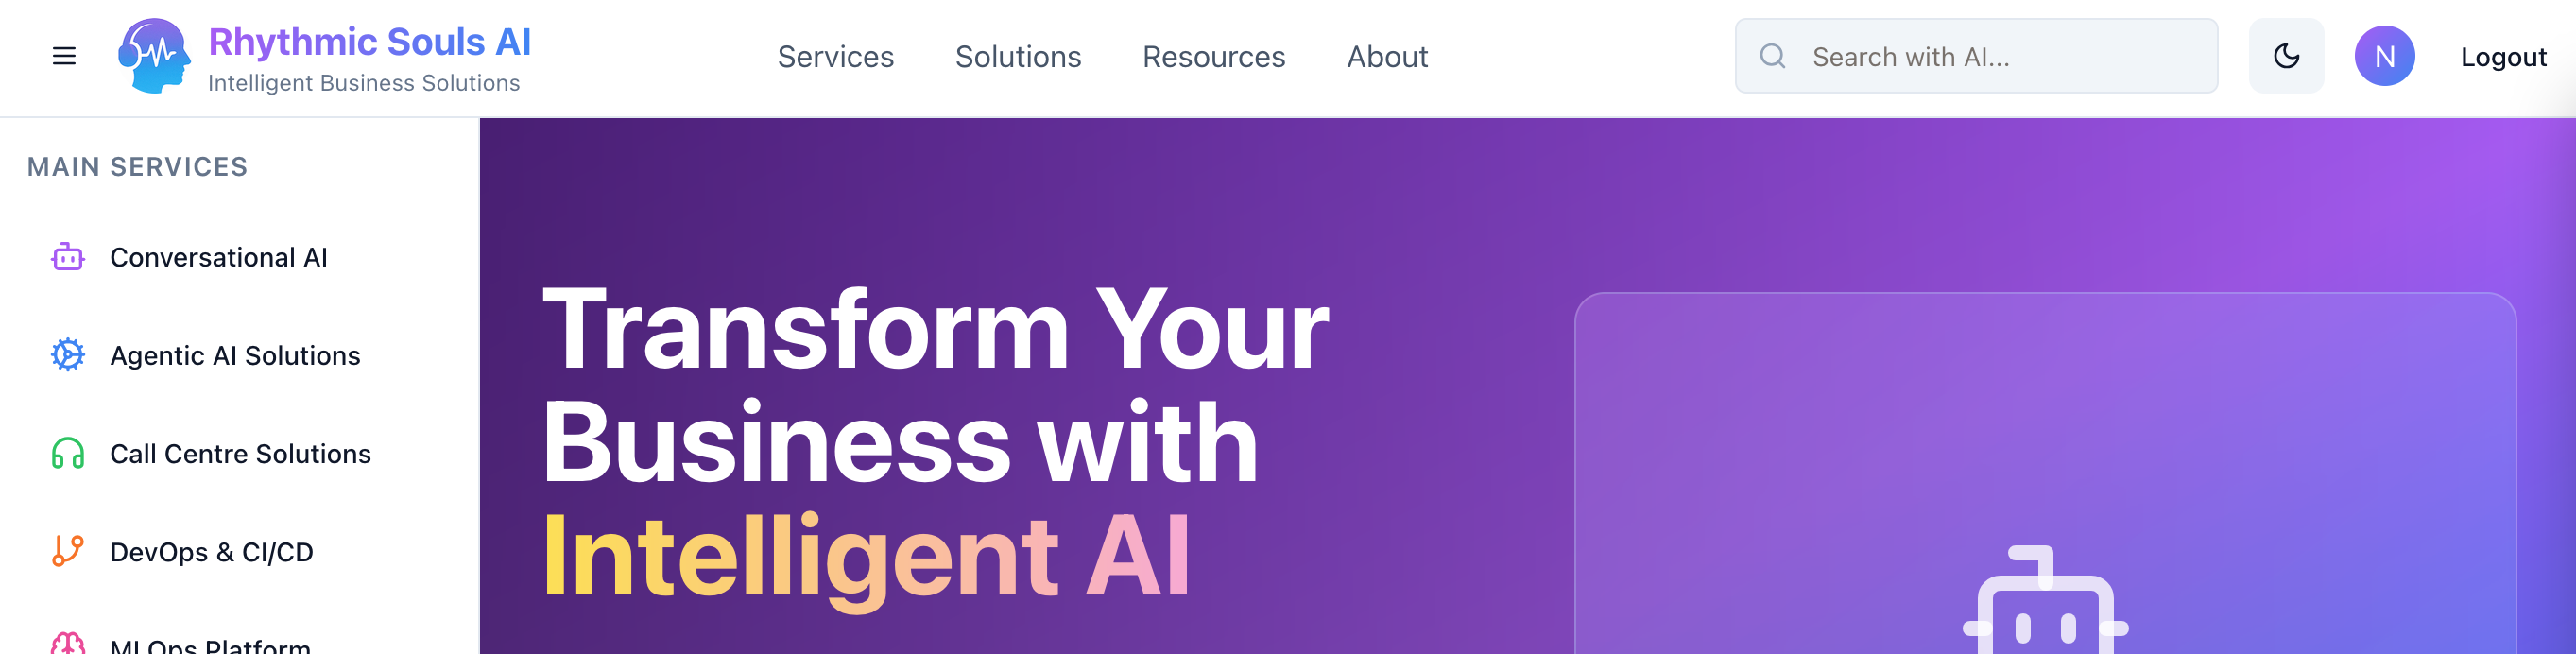 Rhythmic Souls AI
Intelligent Business Solutions
Services
Solutions
Resources
About
Search with AI...
N
Logout
MAIN SERVICES
Conversational AI
Agentic AI Solutions
Call Centre Solutions
DevOps & CI/CD
MLOps Platform
Transform Your
Business with
Intelligent AI